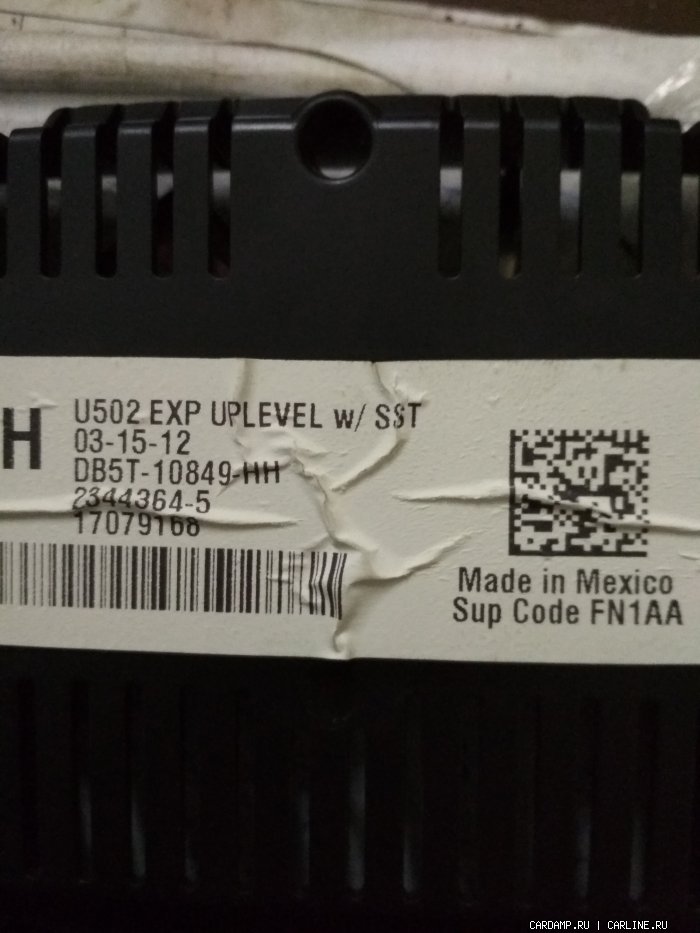 H
U502 EXP UPLEVEL w/ SST
03-15-12
DB5T-10849-HH
2344364-5
17079168
Made in Mexico
Sup Code FN1AA
CARDAMP.RU | CARLINE.RU